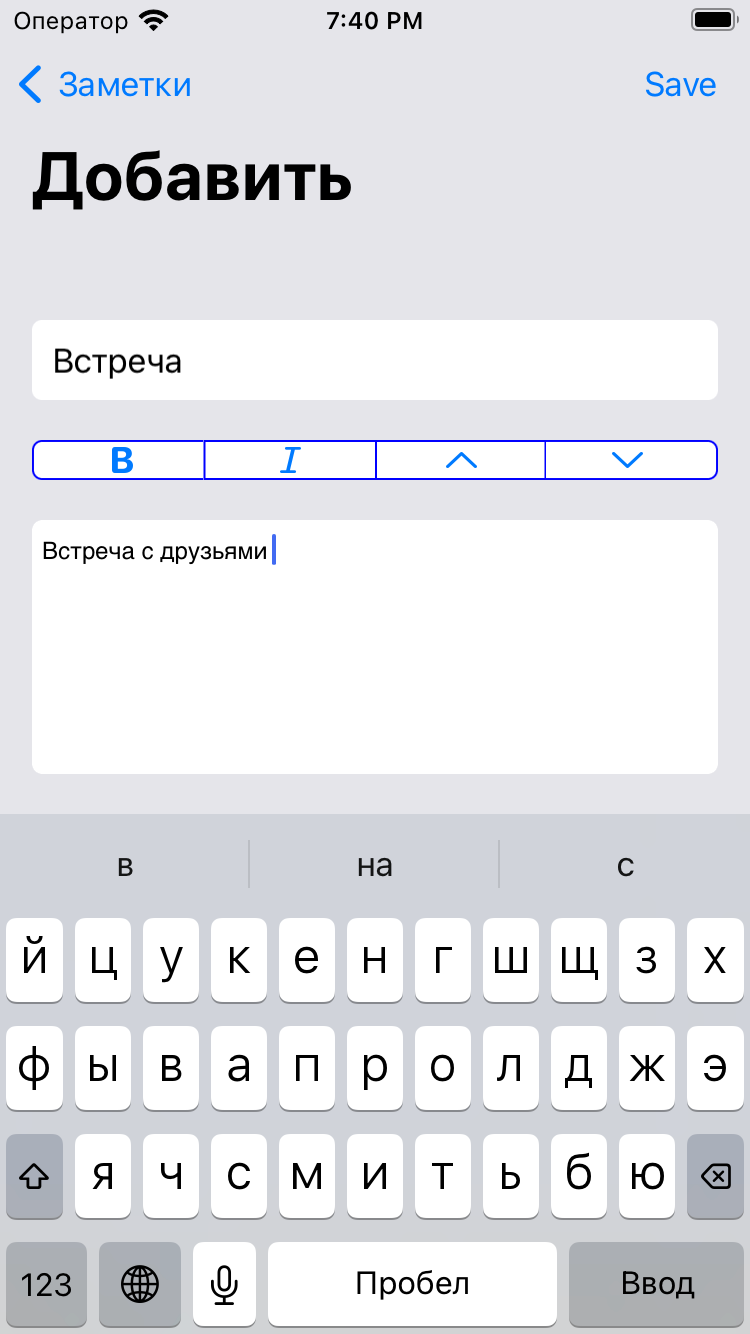 Оператор 7:40 PM
Заметки Save
Добавить
Встреча
B I
Встреча с друзьями
в на с
й ц у к е н г ш щ з х
ф ы в а п р о л д ж э
я ч с м и т ь б ю
123 Пробел Ввод